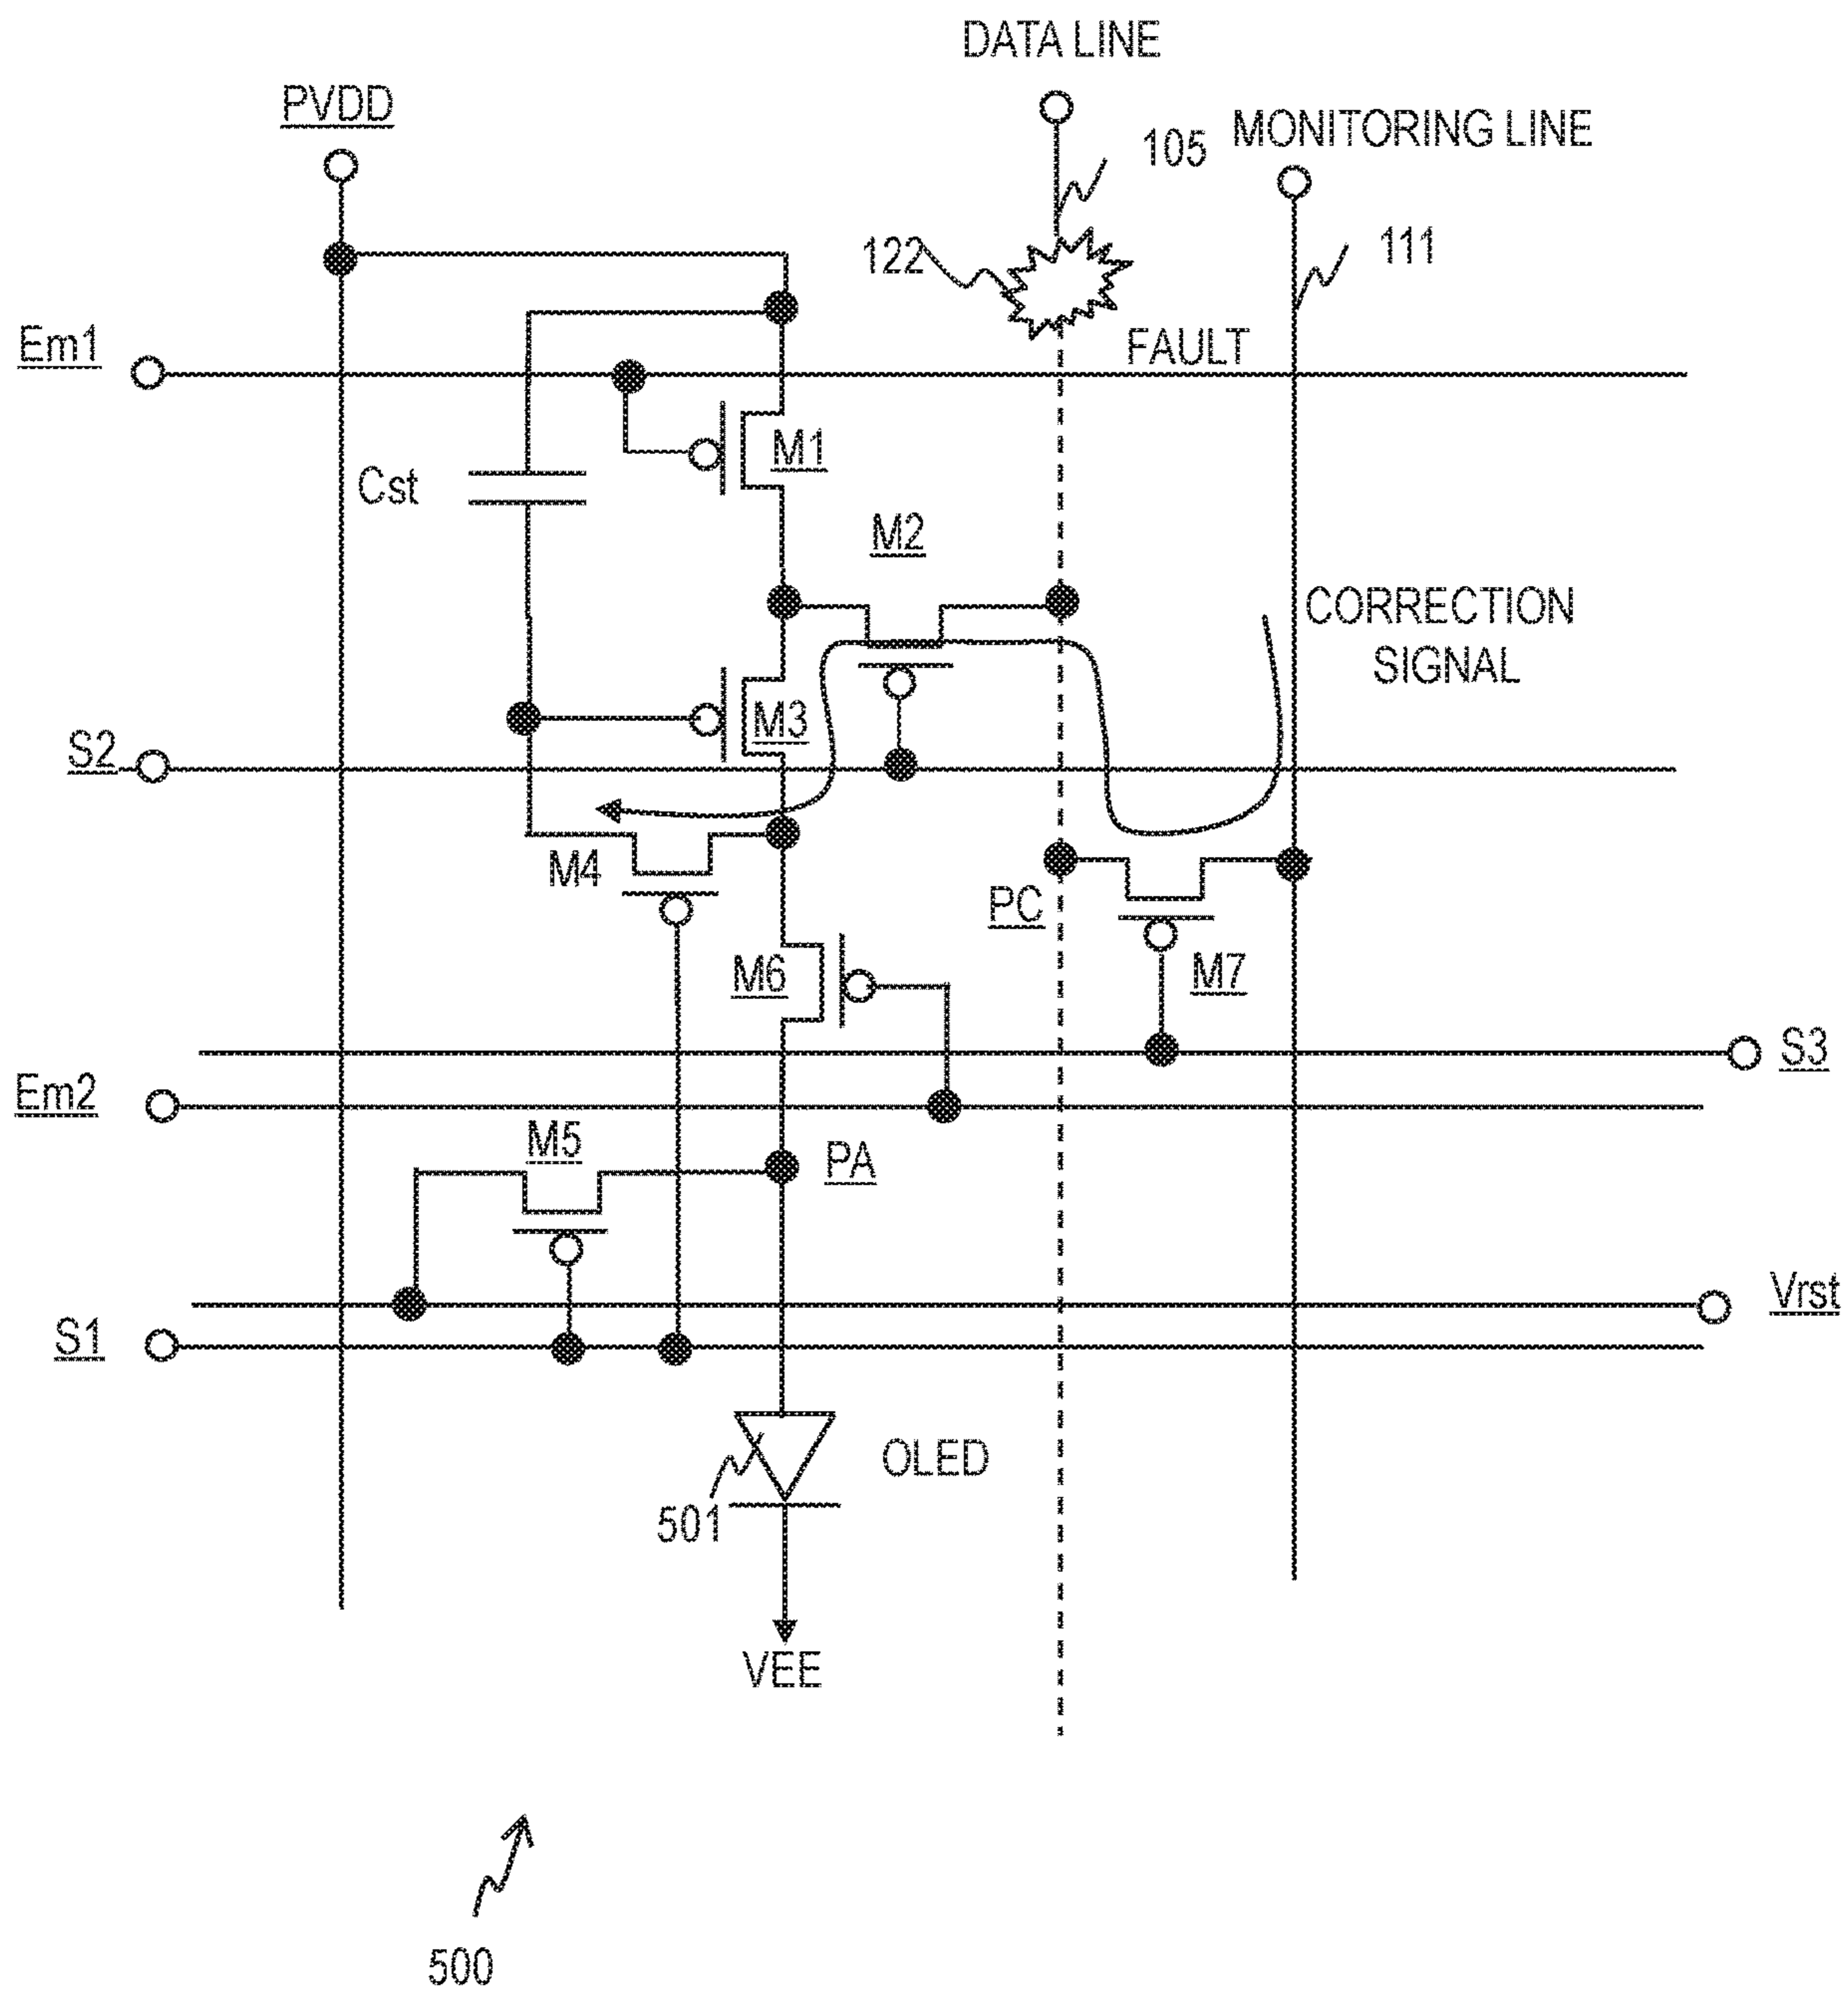 DATA LINE
PVDD
MONITORING LINE
105
122
111
Em1
FAULT
M1
Cst
M2
CORRECTION
SIGNAL
M3
S2
M4
PC
M6
M7
S3
Em2
M5
PA
Vrst
S1
OLED
501
VEE
500